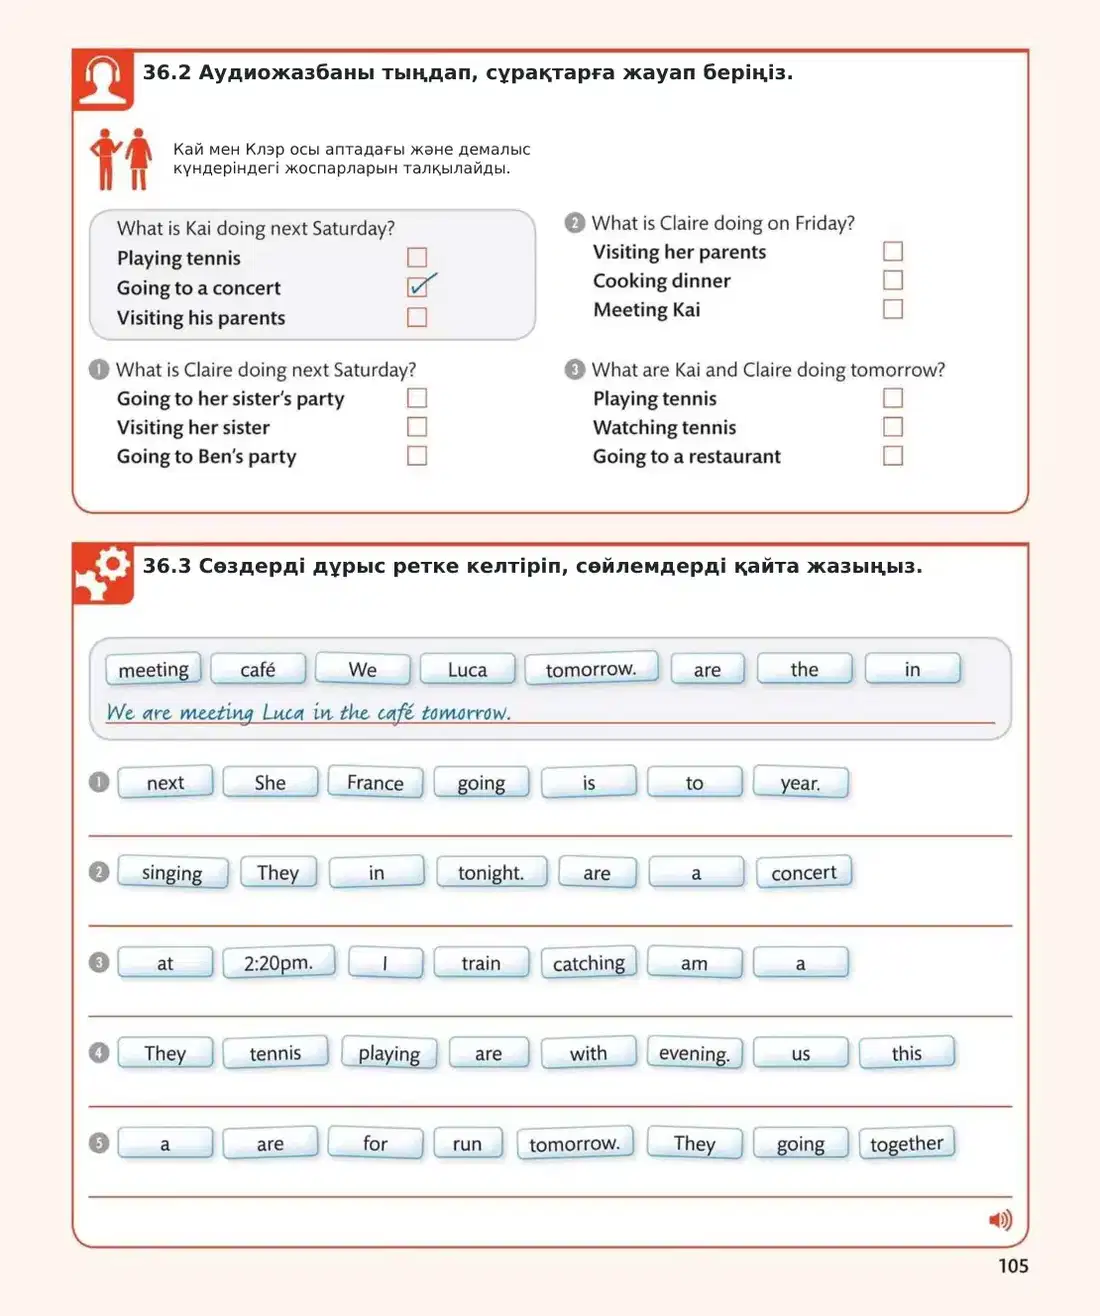 36.2 Аудиожазбаны тыңдап, сұрақтарға жауап беріңіз.
Кай мен Клэр осы аптадағы және демалыс
күндеріндегі жоспарларын талқылайды.
What is Kai doing next Saturday?
Playing tennis
Going to a concert
Visiting his parents
1 What is Claire doing next Saturday?
Going to her sister's party
Visiting her sister
Going to Ben's party
2 What is Claire doing on Friday?
Visiting her parents
Cooking dinner
Meeting Kai
3 What are Kai and Claire doing tomorrow?
Playing tennis
Watching tennis
Going to a restaurant
36.3 Сөздерді дұрыс ретке келтіріп, сөйлемдерді қайта жазыңыз.
meeting café We Luca tomorrow. are the in
We are meeting Luca in the café tomorrow.
1 next She France going is to year.
2 singing They in tonight. are a concert
3 at 2:20pm. I train catching am a
4 They tennis playing are with evening. us this
5 a are for run tomorrow. They going together
105